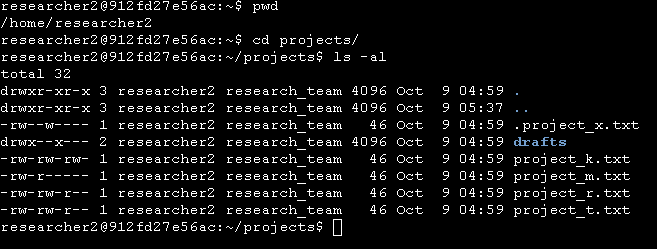 researcher2@912fd27e56ac:~$ pwd
/home/researcher2
researcher2@912fd27e56ac:~$ cd projects/
researcher2@912fd27e56ac:~/projects$ ls -al
total 32
drwxr-xr-x 3 researcher2 research_team 4096 Oct  9 04:59 .
drwxr-xr-x 3 researcher2 research_team 4096 Oct  9 05:37 ..
-rw--w---- 1 researcher2 research_team   46 Oct  9 04:59 .project_x.txt
drwx--x--- 2 researcher2 research_team 4096 Oct  9 04:59 drafts
-rw-rw-rw- 1 researcher2 research_team   46 Oct  9 04:59 project_k.txt
-rw-r----- 1 researcher2 research_team   46 Oct  9 04:59 project_m.txt
-rw-rw-r-- 1 researcher2 research_team   46 Oct  9 04:59 project_r.txt
-rw-rw-r-- 1 researcher2 research_team   46 Oct  9 04:59 project_t.txt
researcher2@912fd27e56ac:~/projects$